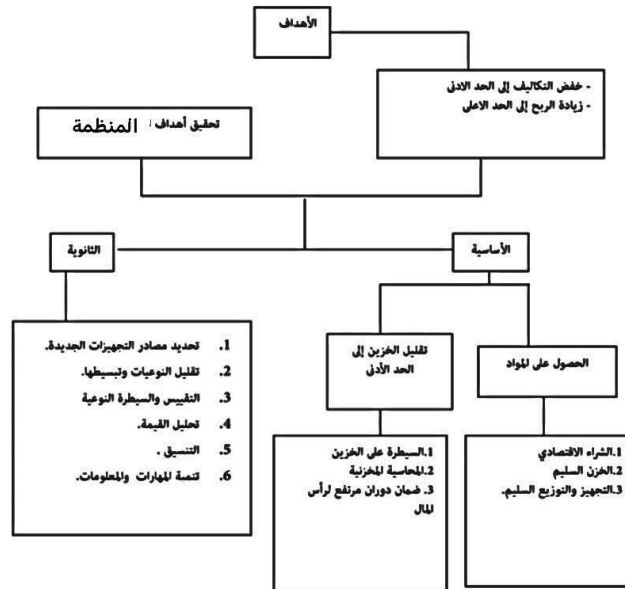 الأهداف
- خفض التكاليف إلى الحد الادنى
- زيادة الربح إلى الحد الاعلى
تحقيق أهداف ا المنظمة
الأساسية
الثانوية
الحصول على المواد
تقليل الخزين إلى
الحد الأدنى
1.الشراء الاقتصادي
2.الخزن السليم
3.التجهيز والتوزيع السليم.
1.السيطرة على الخزين
2.المحاسبة المخزنية
3. ضمان دوران مرتفع لرأس
المال
1. تحديد مصادر التجهيزات الجديدة.
2. تقليل النوعيات وتبسيطها.
3. التقييس والسيطرة النوعية
4. تحليل القيمة.
5. التنسيق .
6. تنمية المهارات والمعلومات.